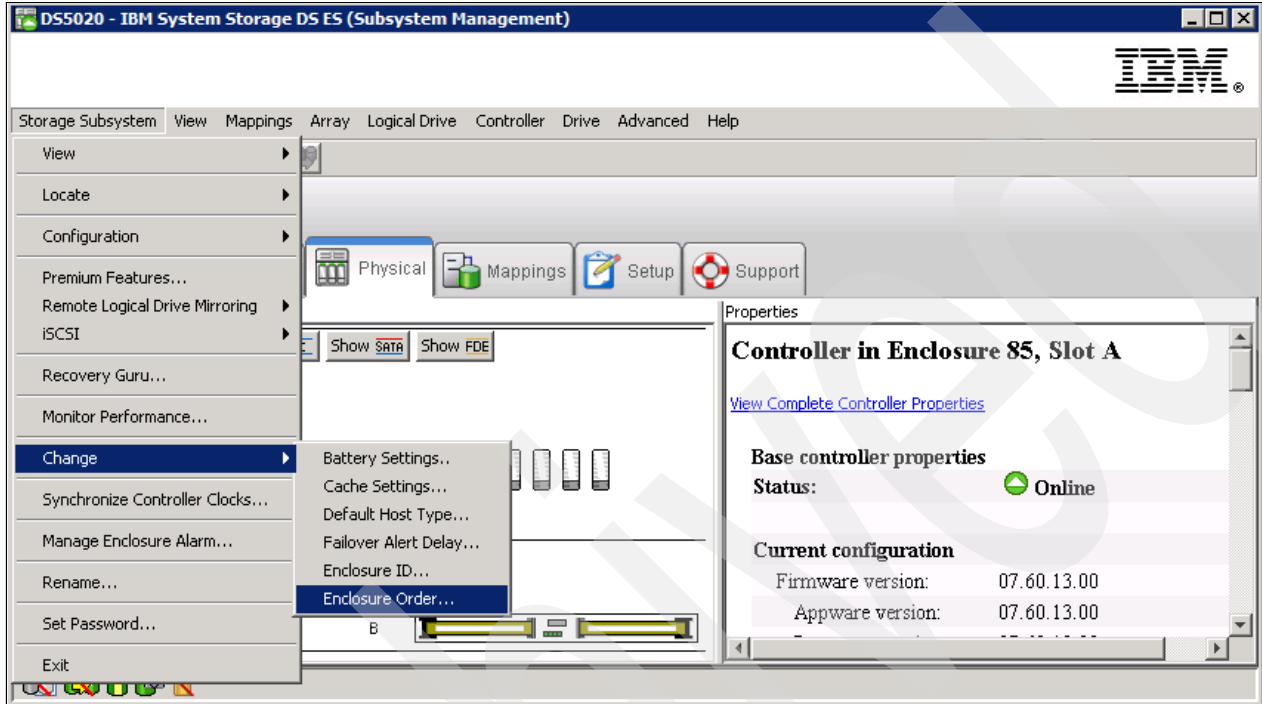 DS5020 - IBM System Storage DS ES (Subsystem Management)
IBM®
Storage Subsystem View Mappings Array Logical Drive Controller Drive Advanced Help
View
Locate
Configuration
Premium Features...
Remote Logical Drive Mirroring
iSCSI
Recovery Guru...
Monitor Performance...
Change
Synchronize Controller Clocks...
Manage Enclosure Alarm...
Rename...
Set Password...
Exit
Battery Settings..
Cache Settings...
Default Host Type...
Failover Alert Delay...
Enclosure ID...
Enclosure Order...
Physical Mappings Setup Support
Show SATA Show FDE
B
Properties
Controller in Enclosure 85, Slot A
View Complete Controller Properties
Base controller properties
Status: Online
Current configuration
Firmware version: 07.60.13.00
Appware version: 07.60.13.00